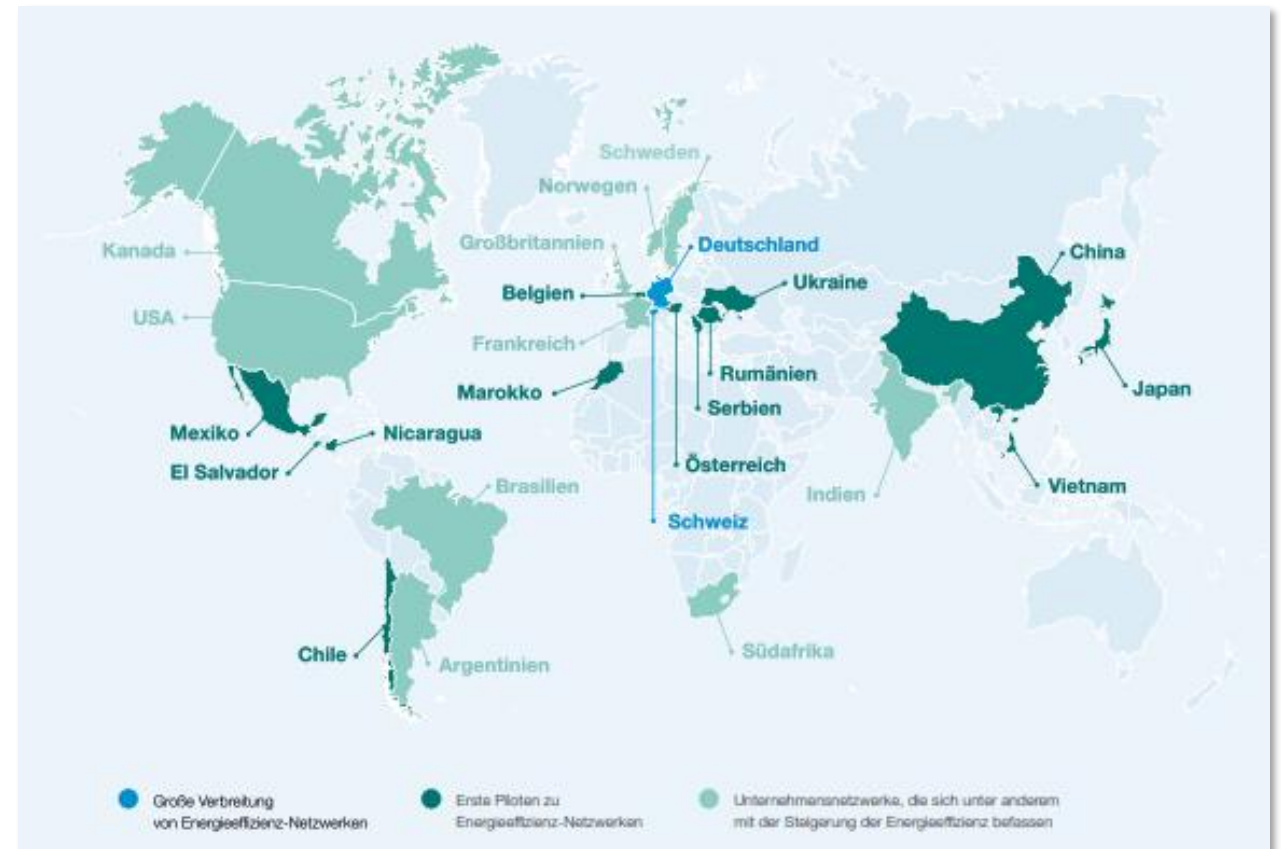 Schweden
Norwegen
Großbritannien
Deutschland
Kanada
China
Belgien
Ukraine
USA
Frankreich
Rumänien
Marokko
Japan
Serbien
Mexiko
Nicaragua
Österreich
El Salvador
Brasilien
Indien
Vietnam
Schweiz
Südafrika
Chile
Argentinien
Große Verbreitung
von Energieeffizienz-Netzwerken
Erste Piloten zu
Energieeffizienz-Netzwerken
Unternehmensnetzwerke, die sich unter anderem
mit der Steigerung der Energieeffizienz befassen